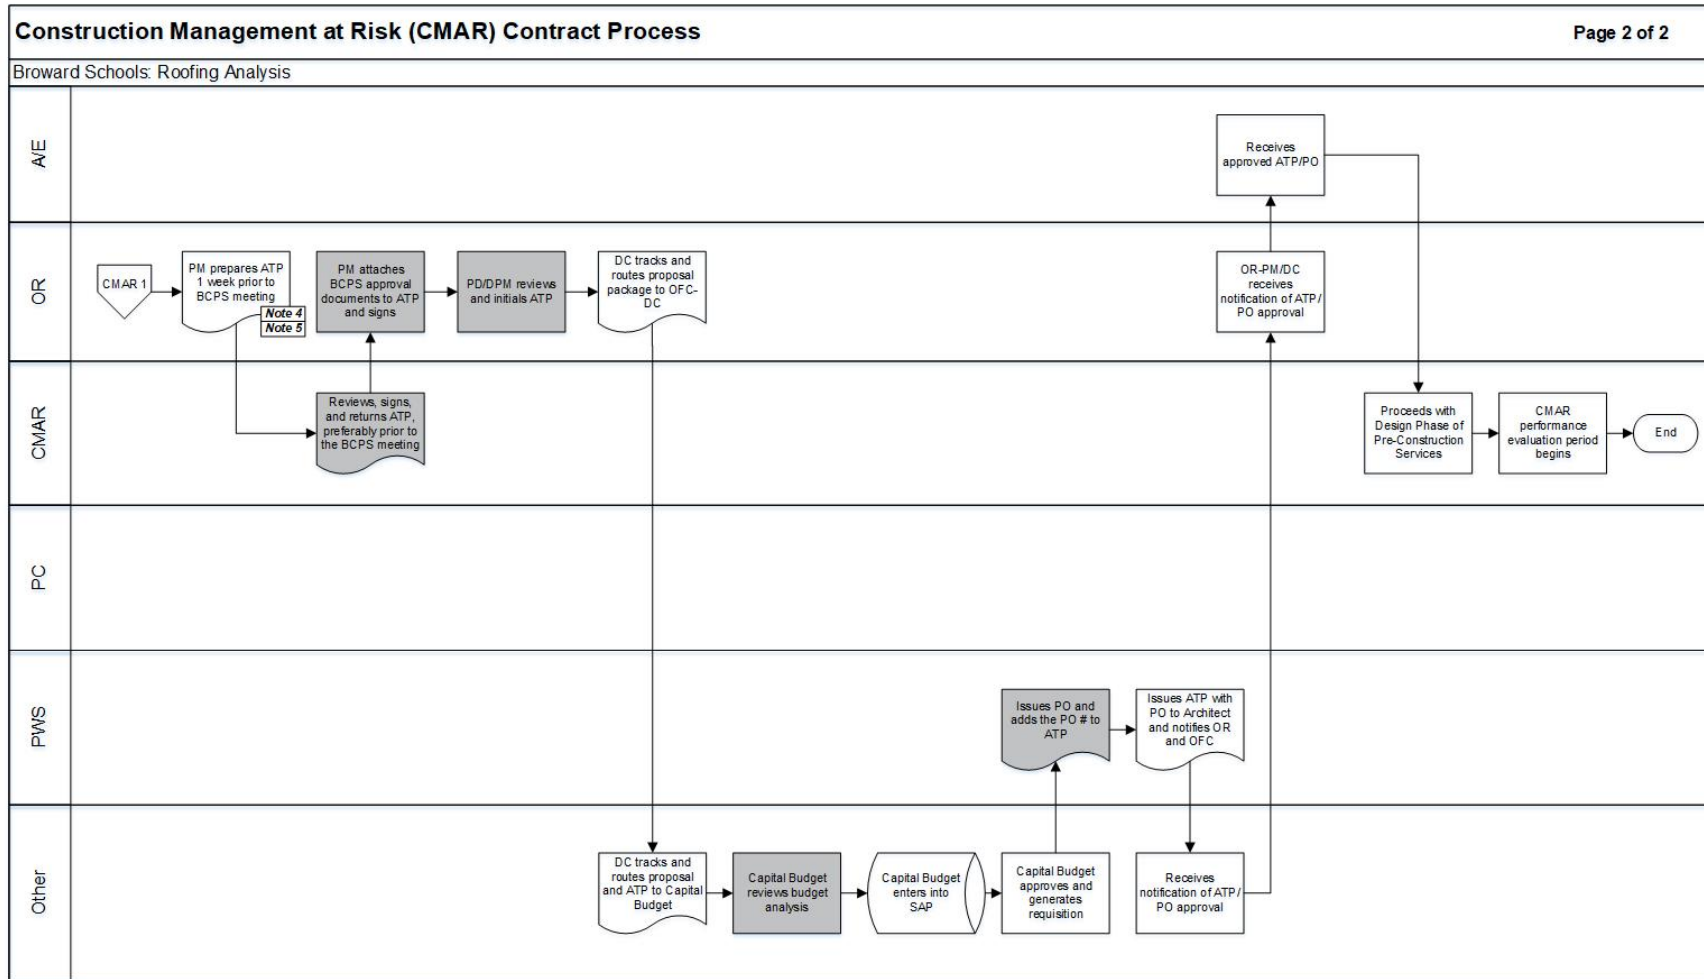 Construction Management at Risk (CMAR) Contract Process
Page 2 of 2
Broward Schools: Roofing Analysis
A/E
Receives
approved ATP/PO
OR
CMAR 1
PM prepares ATP
1 week prior to
BCPS meeting
Note 4
Note 5
PM attaches
BCPS approval
documents to ATP
and signs
PD/DPM reviews
and initials ATP
DC tracks and
routes proposal
package to OFC-
DC
OR-PM/DC
receives
notification of ATP/
PO approval
CMAR
Reviews, signs,
and returns ATP,
preferably prior to
the BCPS meeting
Proceeds with
Design Phase of
Pre-Construction
Services
CMAR
performance
evaluation period
begins
End
PC
PWS
Issues PO and
adds the PO # to
ATP
Issues ATP with
PO to Architect
and notifies OR
and OFC
Other
DC tracks and
routes proposal
and ATP to Capital
Budget
Capital Budget
reviews budget
analysis
Capital Budget
enters into
SAP
Capital Budget
approves and
generates
requisition
Receives
notification of ATP/
PO approval